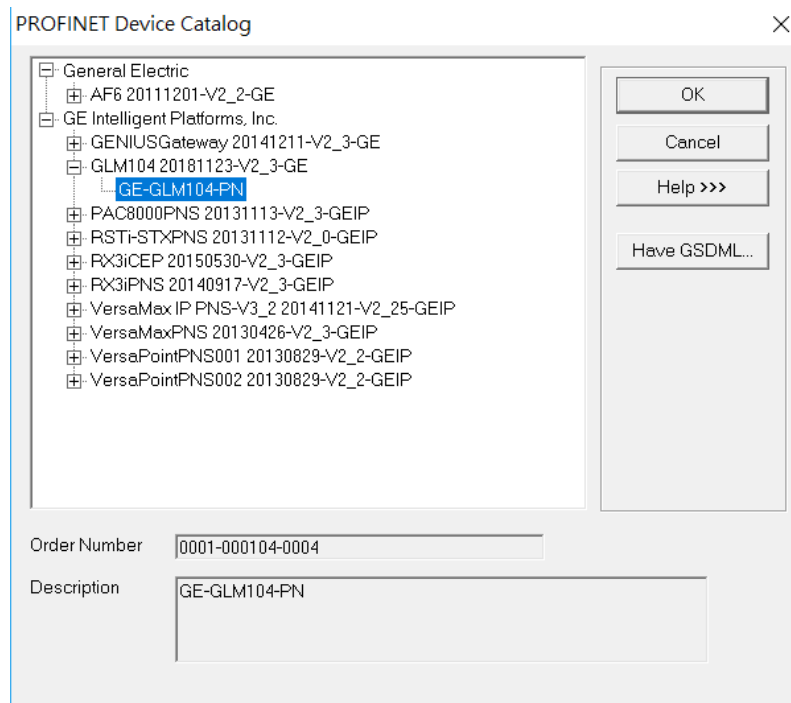 PROFINET Device Catalog
General Electric
AF6 20111201-V2_2-GE
GE Intelligent Platforms, Inc.
GENIUSGateway 20141211-V2_3-GE
GLM104 20181123-V2_3-GE
GE-GLM104-PN
PAC8000PNS 20131113-V2_3-GEIP
RSTi-STXPNS 20131112-V2_0-GEIP
RX3iCEP 20150530-V2_3-GEIP
RX3iPNS 20140917-V2_3-GEIP
VersaMax IP PNS-V3_2 20141121-V2_25-GEIP
VersaMaxPNS 20130426-V2_3-GEIP
VersaPointPNS001 20130829-V2_2-GEIP
VersaPointPNS002 20130829-V2_2-GEIP
OK
Cancel
Help >>>
Have GSDML...
Order Number 0001-000104-0004
Description GE-GLM104-PN